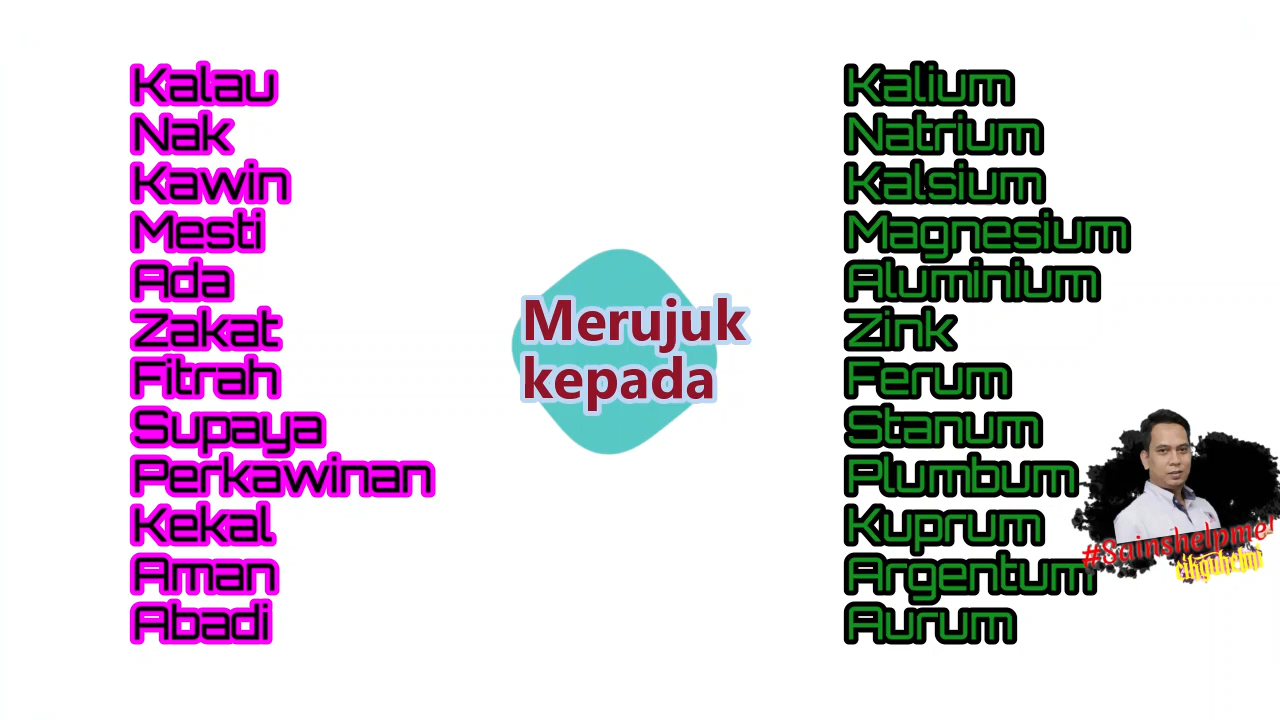 Kalau
Nak
Kawin
Mesti
Ada
Zakat
Fitrah
Supaya
Perkawinan
Kekal
Aman
Abadi
Merujuk
kepada
Kalium
Natrium
Kalsium
Magnesium
Aluminium
Zink
Ferum
Stanum
Plumbum
Kuprum
Argentum
Aurum
#Sainshelpme!
cikguhelmi